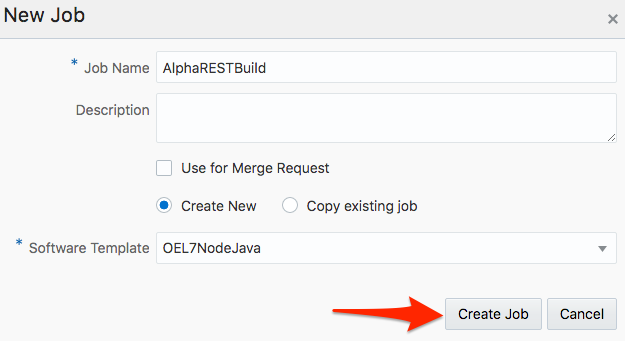 New Job
* Job Name AlphaRESTBuild
Description
Use for Merge Request
Create New Copy existing job
* Software Template OEL7NodeJava
Create Job Cancel